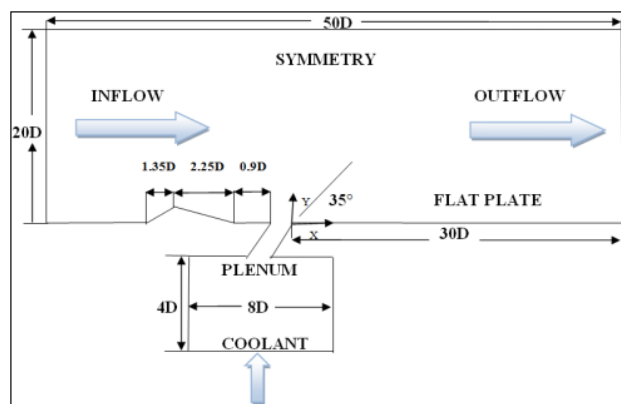 50D
SYMMETRY
INFLOW
OUTFLOW
20D
1.35D
2.25D
0.9D
Y
35°
FLAT PLATE
X
30D
PLENUM
4D
8D
COOLANT